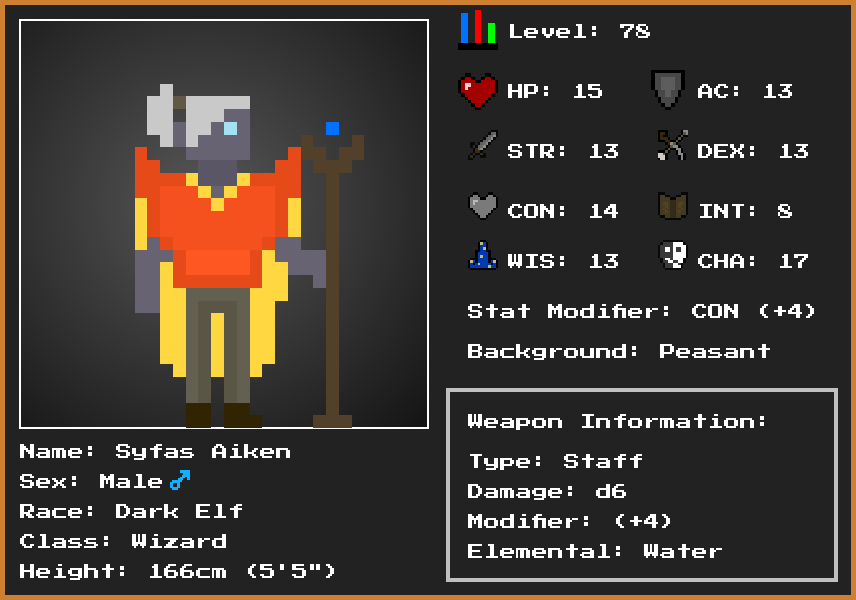 Level: 78
HP: 15 AC: 13
STR: 13 DEX: 13
CON: 14 INT: 8
WIS: 13 CHA: 17
Stat Modifier: CON (+4)
Background: Peasant
Weapon Information:
Type: Staff
Damage: d6
Modifier: (+4)
Elemental: Water
Name: Syfas Aiken
Sex: Male♂
Race: Dark Elf
Class: Wizard
Height: 166cm (5'5")